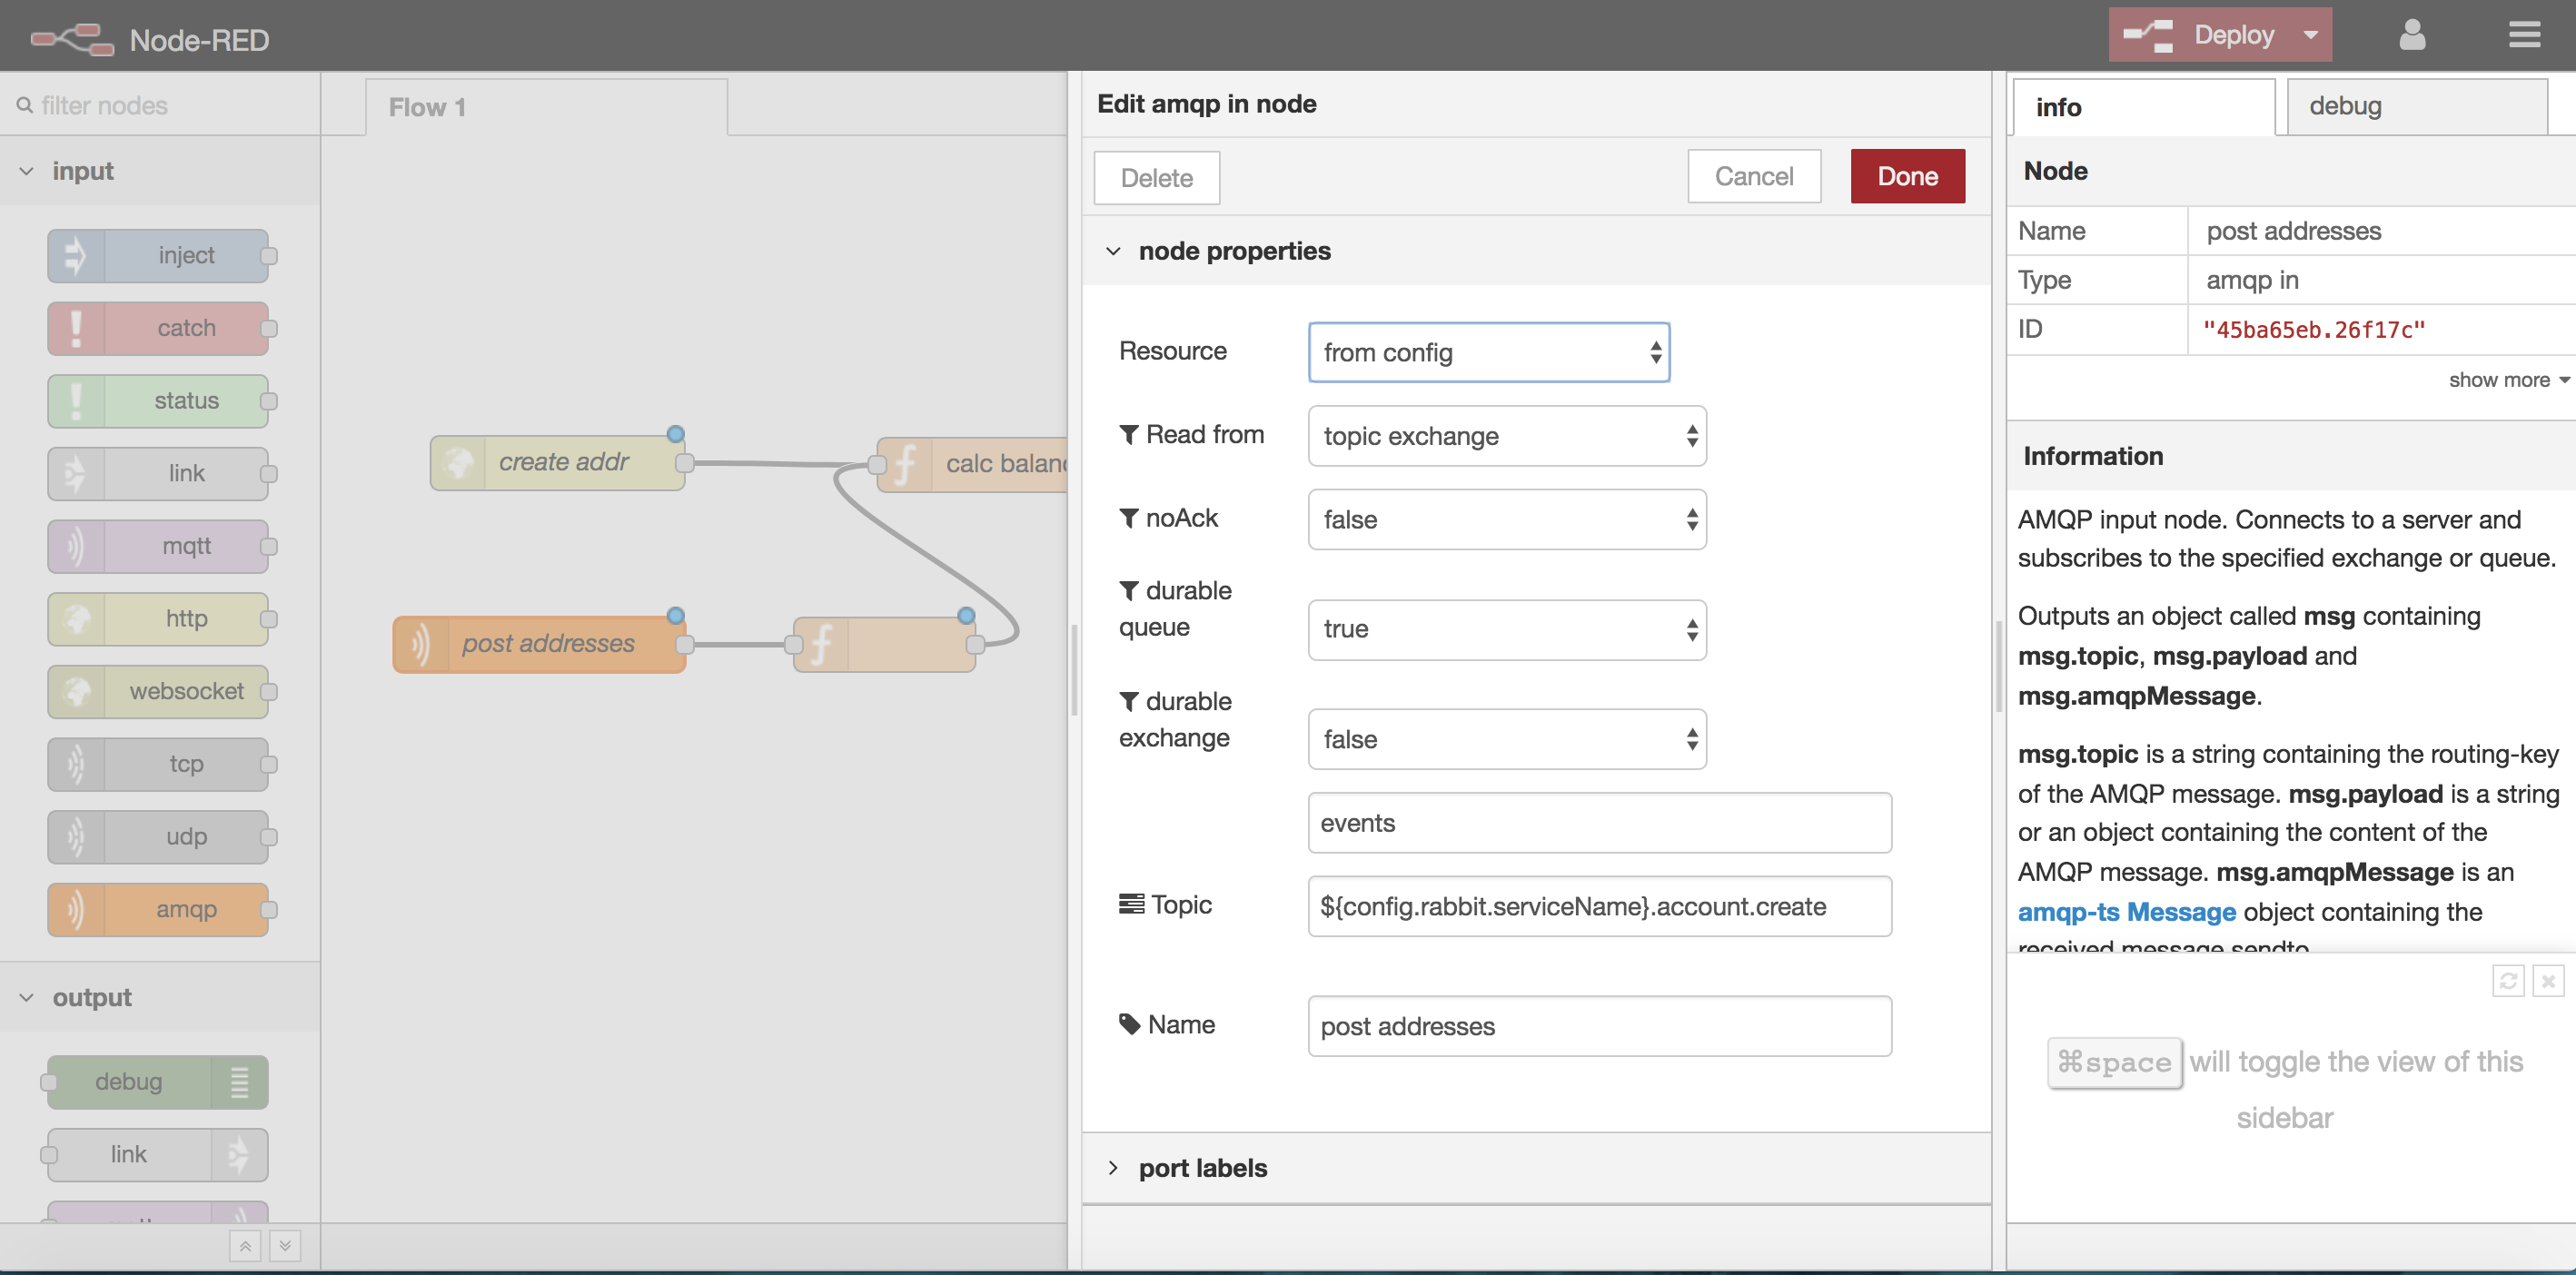 Node-RED
Deploy
filter nodes
input
inject
catch
status
link
mqtt
http
websocket
tcp
udp
amqp
output
debug
link
Flow 1
create addr
calc balanc
post addresses
Edit amqp in node
Delete
Cancel
Done
node properties
Resource
from config
Read from
topic exchange
noAck
false
durable
queue
true
durable
exchange
false
events
Topic
${config.rabbit.serviceName}.account.create
Name
post addresses
port labels
info
debug
Node
Name
post addresses
Type
amqp in
ID
"45ba65eb.26f17c"
show more
Information
AMQP input node. Connects to a server and
subscribes to the specified exchange or queue.
Outputs an object called msg containing
msg.topic, msg.payload and
msg.amqpMessage.
msg.topic is a string containing the routing-key
of the AMQP message. msg.payload is a string
or an object containing the content of the
AMQP message. msg.amqpMessage is an
amqp-ts Message object containing the
received message sendto
⌘space will toggle the view of this
sidebar